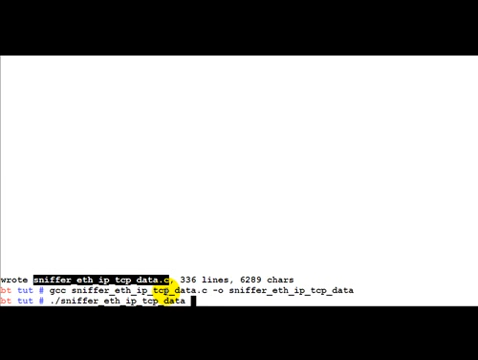 wrote sniffer_eth_ip_tcp_data.c, 336 lines, 6289 chars
bt tut # gcc sniffer_eth_ip_tcp_data.c -o sniffer_eth_ip_tcp_data
bt tut # ./sniffer_eth_ip_tcp_data